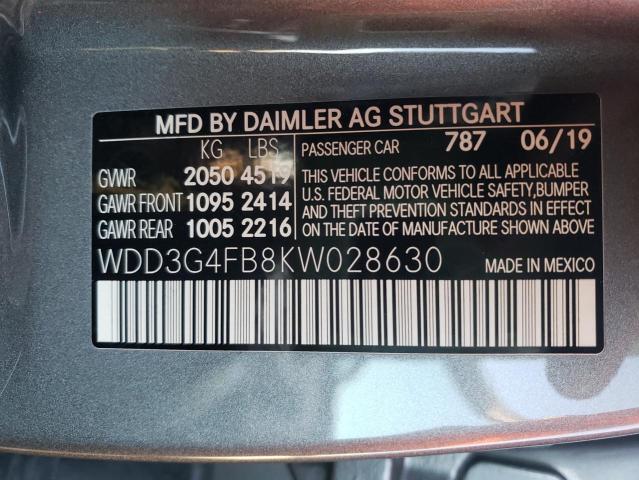 MFD BY DAIMLER AG STUTTGART
KG LBS
PASSENGER CAR 787 06/19
GVWR 2050 4519
GAWR FRONT 1095 2414
GAWR REAR 1005 2216
THIS VEHICLE CONFORMS TO ALL APPLICABLE
U.S. FEDERAL MOTOR VEHICLE SAFETY,BUMPER
AND THEFT PREVENTION STANDARDS IN EFFECT
ON THE DATE OF MANUFACTURE SHOWN ABOVE.
WDD3G4FB8KW028630
MADE IN MEXICO